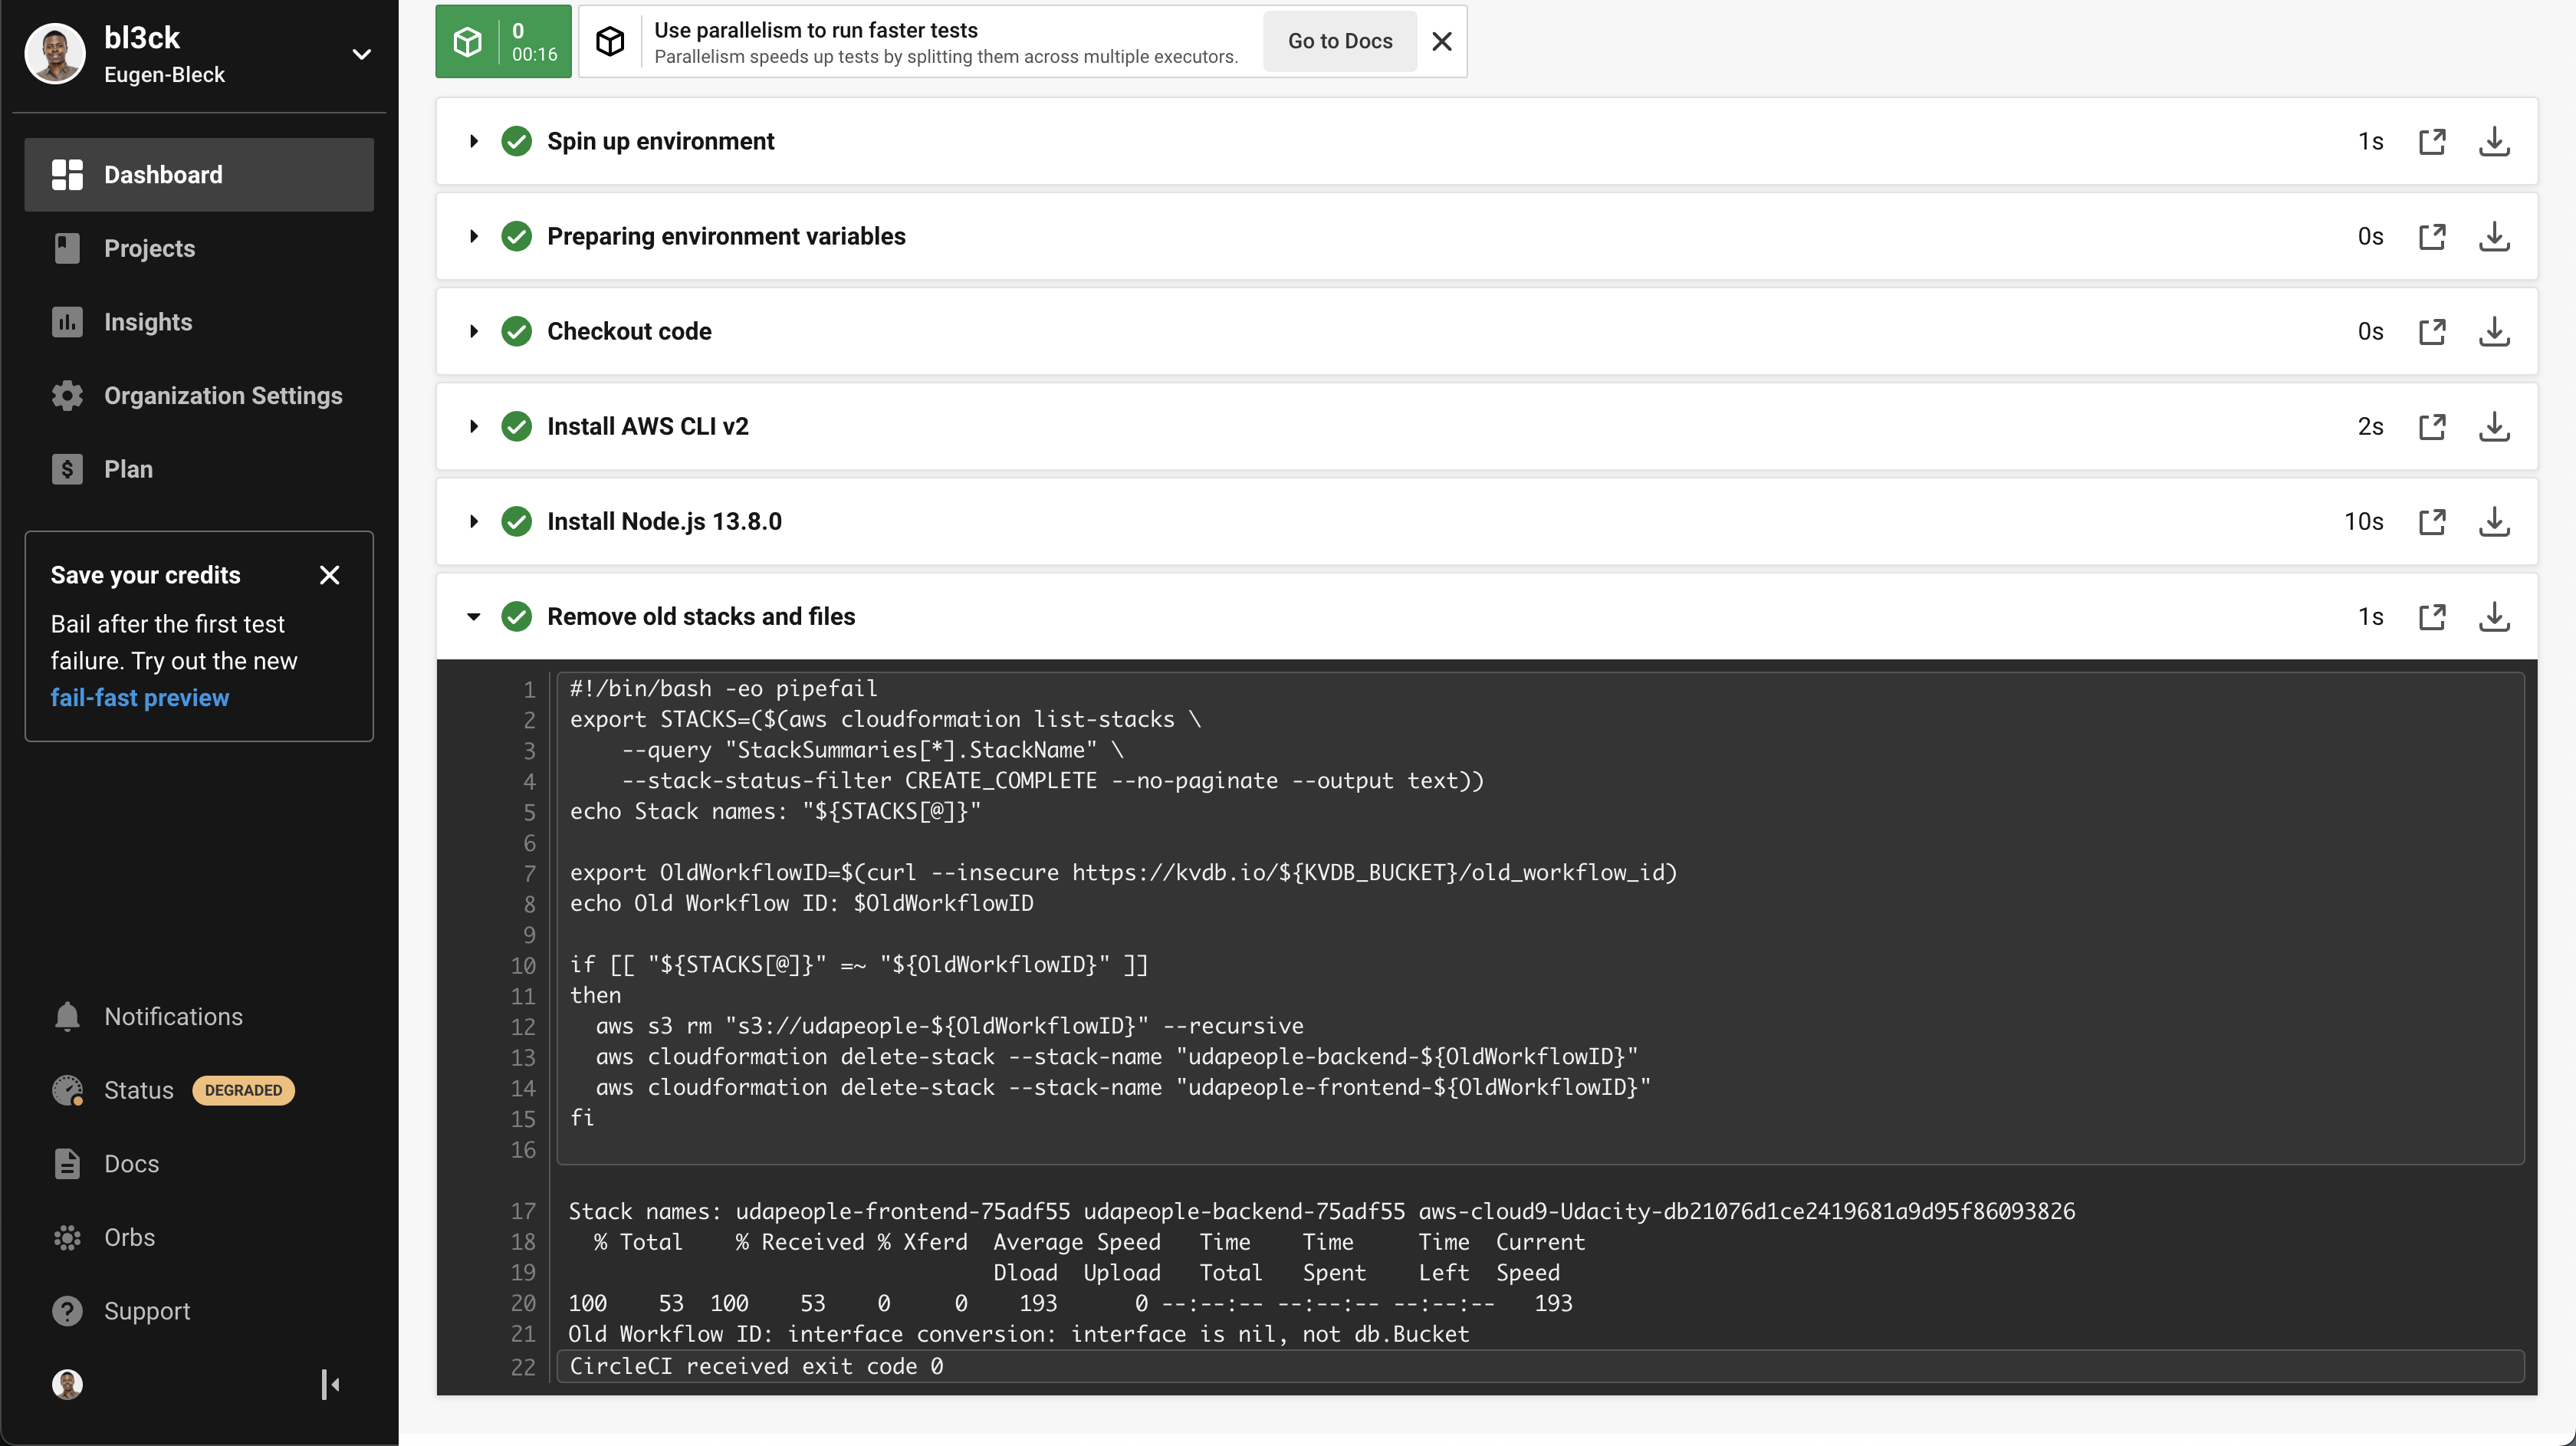 bl3ck
Eugen-Bleck
Dashboard
Projects
Insights
Organization Settings
Plan
Save your credits
Bail after the first test
failure. Try out the new
fail-fast preview
Notifications
Status DEGRADED
Docs
Orbs
Support
0
00:16
Use parallelism to run faster tests
Parallelism speeds up tests by splitting them across multiple executors.
Go to Docs
Spin up environment 1s
Preparing environment variables 0s
Checkout code 0s
Install AWS CLI v2 2s
Install Node.js 13.8.0 10s
Remove old stacks and files 1s
1 #!/bin/bash -eo pipefail
2 export STACKS=($(aws cloudformation list-stacks \
3     --query "StackSummaries[*].StackName" \
4     --stack-status-filter CREATE_COMPLETE --no-paginate --output text))
5 echo Stack names: "${STACKS[@]}"
6
7 export OldWorkflowID=$(curl --insecure https://kvdb.io/${KVDB_BUCKET}/old_workflow_id)
8 echo Old Workflow ID: $OldWorkflowID
9
10 if [[ "${STACKS[@]}" =~ "${OldWorkflowID}" ]]
11 then
12   aws s3 rm "s3://udapeople-${OldWorkflowID}" --recursive
13   aws cloudformation delete-stack --stack-name "udapeople-backend-${OldWorkflowID}"
14   aws cloudformation delete-stack --stack-name "udapeople-frontend-${OldWorkflowID}"
15 fi
16
17 Stack names: udapeople-frontend-75adf55 udapeople-backend-75adf55 aws-cloud9-Udacity-db21076d1ce2419681a9d95f86093826
18   % Total    % Received % Xferd  Average Speed   Time    Time     Time  Current
19                                  Dload  Upload   Total   Spent    Left  Speed
20 100    53  100    53    0     0    193      0 --:--:-- --:--:-- --:--:--   193
21 Old Workflow ID: interface conversion: interface is nil, not db.Bucket
22 CircleCI received exit code 0